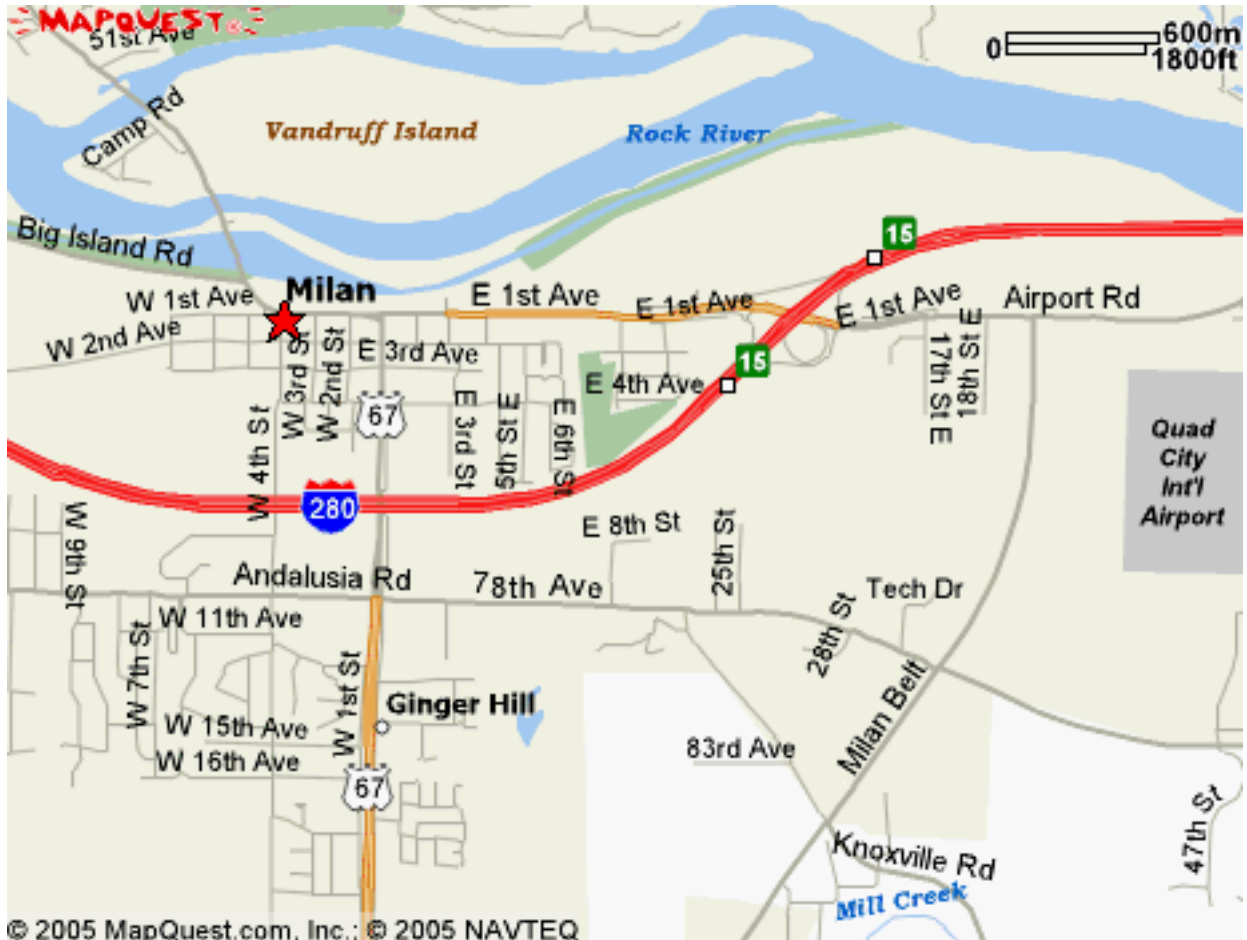 MAPQUEST®
51st Ave
0
600m
1800ft
Camp Rd
Vandruff Island
Rock River
Big Island Rd
15
W 1st Ave
Milan
E 1st Ave
E 1st Ave
E 1st Ave
Airport Rd
W 2nd Ave
W 3rd St
W 2nd St
E 3rd Ave
15
E 4th Ave
17th St E
18th St E
67
E 3rd St
5th St E
E 6th St
W 4th St
Quad
City
Int'l
Airport
280
W 9th St
E 8th St
25th St
Andalusia Rd
78th Ave
Tech Dr
W 11th Ave
28th St
W 7th St
W 1st St
Ginger Hill
Milan Belt
W 15th Ave
83rd Ave
W 16th Ave
67
47th St
Knoxville Rd
Mill Creek
© 2005 MapQuest.com, Inc.; © 2005 NAVTEQ